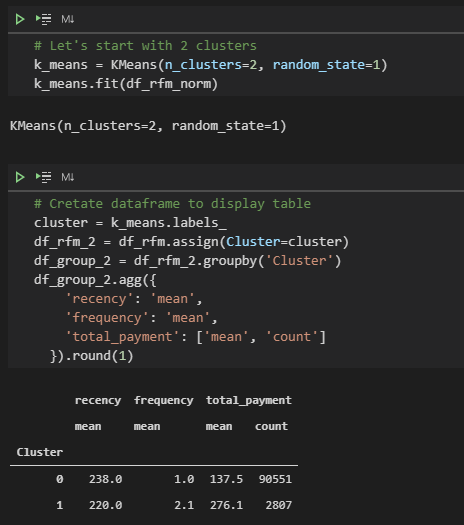 M↓
# Let's start with 2 clusters
k_means = KMeans(n_clusters=2, random_state=1)
k_means.fit(df_rfm_norm)
KMeans(n_clusters=2, random_state=1)
M↓
# Cretate dataframe to display table
cluster = k_means.labels_
df_rfm_2 = df_rfm.assign(Cluster=cluster)
df_group_2 = df_rfm_2.groupby('Cluster')
df_group_2.agg({
    'recency': 'mean',
    'frequency': 'mean',
    'total_payment': ['mean', 'count']
  }).round(1)
recency frequency total_payment
mean mean mean count
Cluster
0 238.0 1.0 137.5 90551
1 220.0 2.1 276.1 2807